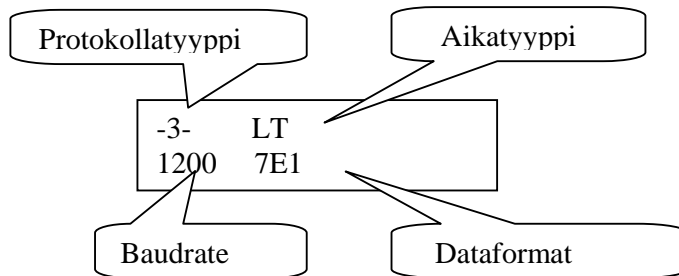 Protokollatyyppi
Aikatyyppi
-3- LT
1200 7E1
Baudrate
Dataformat